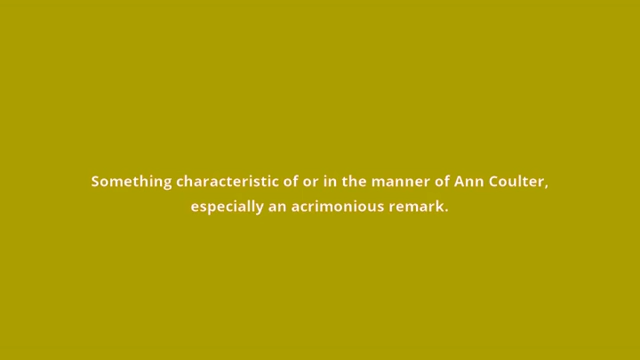 Something characteristic of or in the manner of Ann Coulter,
especially an acrimonious remark.